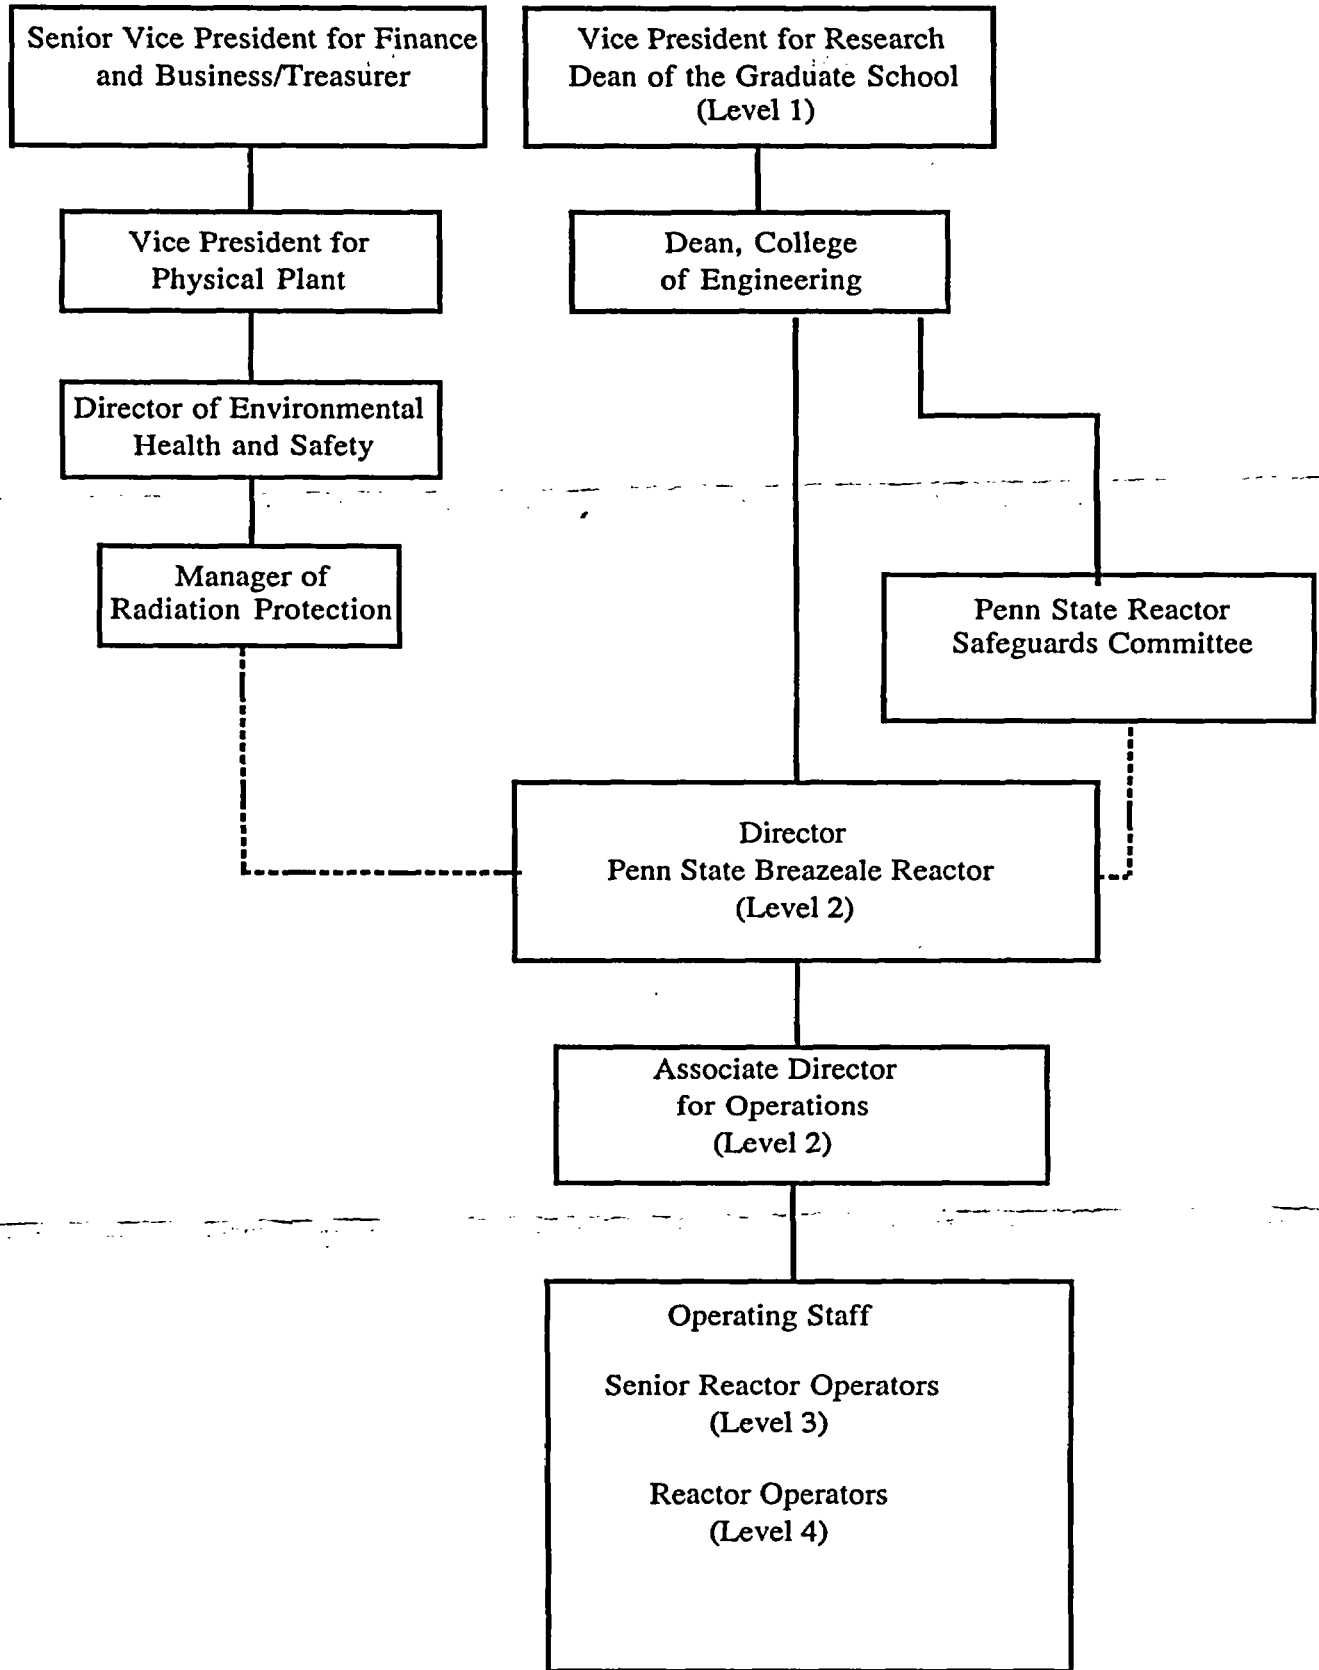 Senior Vice President for Finance
and Business/Treasurer
Vice President for Research
Dean of the Graduate School
(Level 1)
Vice President for
Physical Plant
Dean, College
of Engineering
Director of Environmental
Health and Safety
Manager of
Radiation Protection
Penn State Reactor
Safeguards Committee
Director
Penn State Breazeale Reactor
(Level 2)
Associate Director
for Operations
(Level 2)
Operating Staff
Senior Reactor Operators
(Level 3)
Reactor Operators
(Level 4)